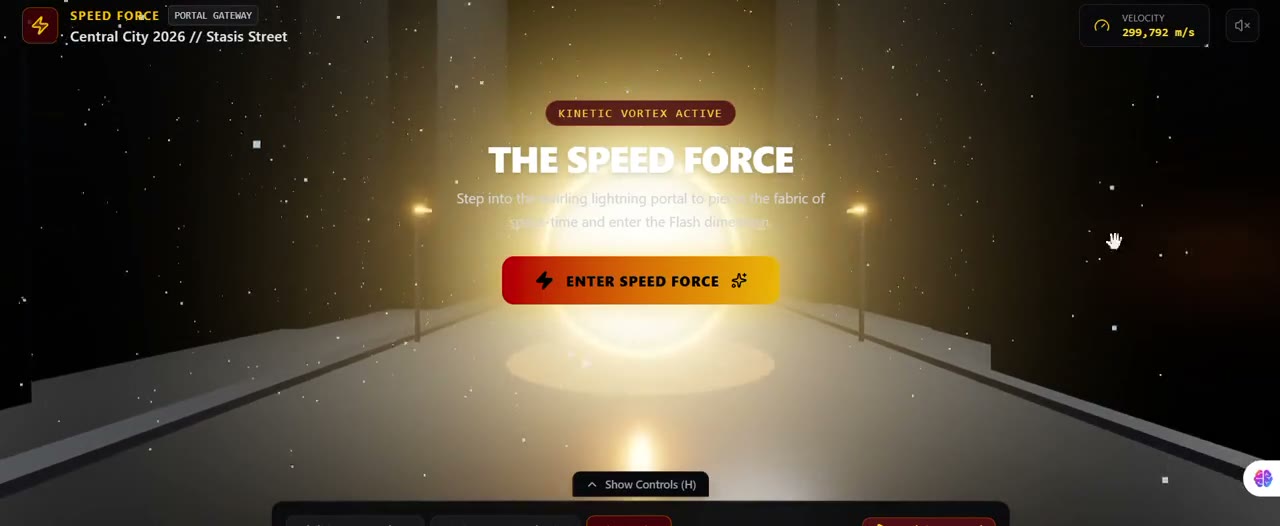 SPEED FORCE PORTAL GATEWAY
Central City 2026 // Stasis Street
VELOCITY
299,792 m/s
KINETIC VORTEX ACTIVE
THE SPEED FORCE
Step into the swirling lightning portal to pierce the fabric of
space-time and enter the Flash dimension.
ENTER SPEED FORCE
Show Controls (H)